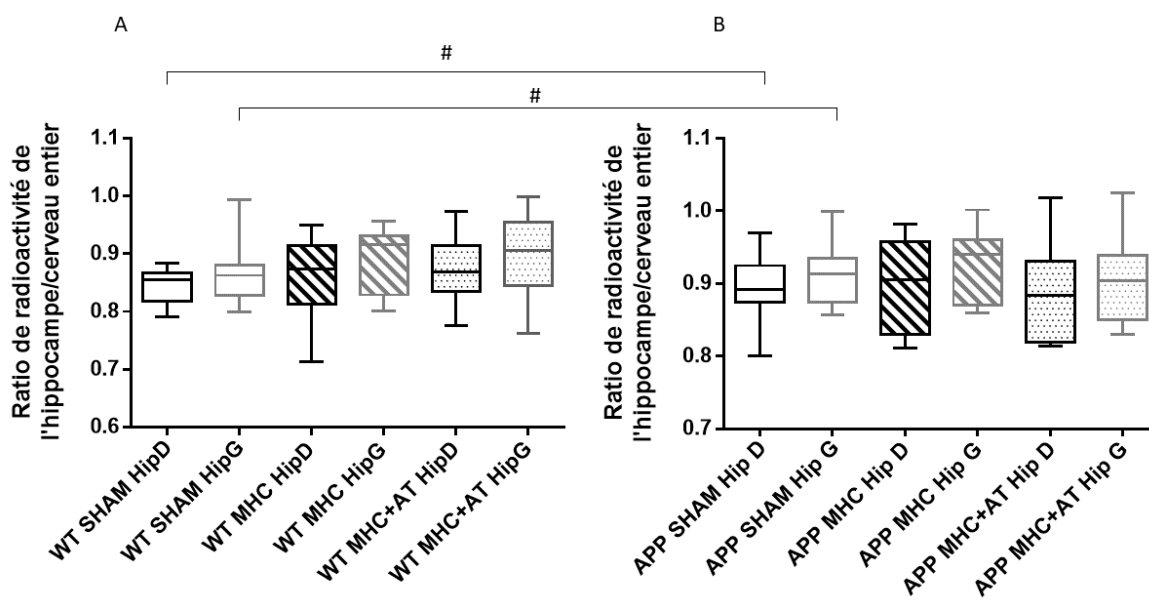 A
B
#
#
Ratio de radioactivité de
l'hippocampe/cerveau entier
1.1
1.0
0.9
0.8
0.7
0.6
WT SHAM HipD
WT SHAM HipG
WT MHC HipD
WT MHC HipG
WT MHC+AT HipD
WT MHC+AT HipG
Ratio de radioactivité de
l'hippocampe/cerveau entier
1.1
1.0
0.9
0.8
0.7
APP SHAM Hip D
APP SHAM Hip G
APP MHC Hip D
APP MHC Hip G
APP MHC+AT Hip D
APP MHC+AT Hip G